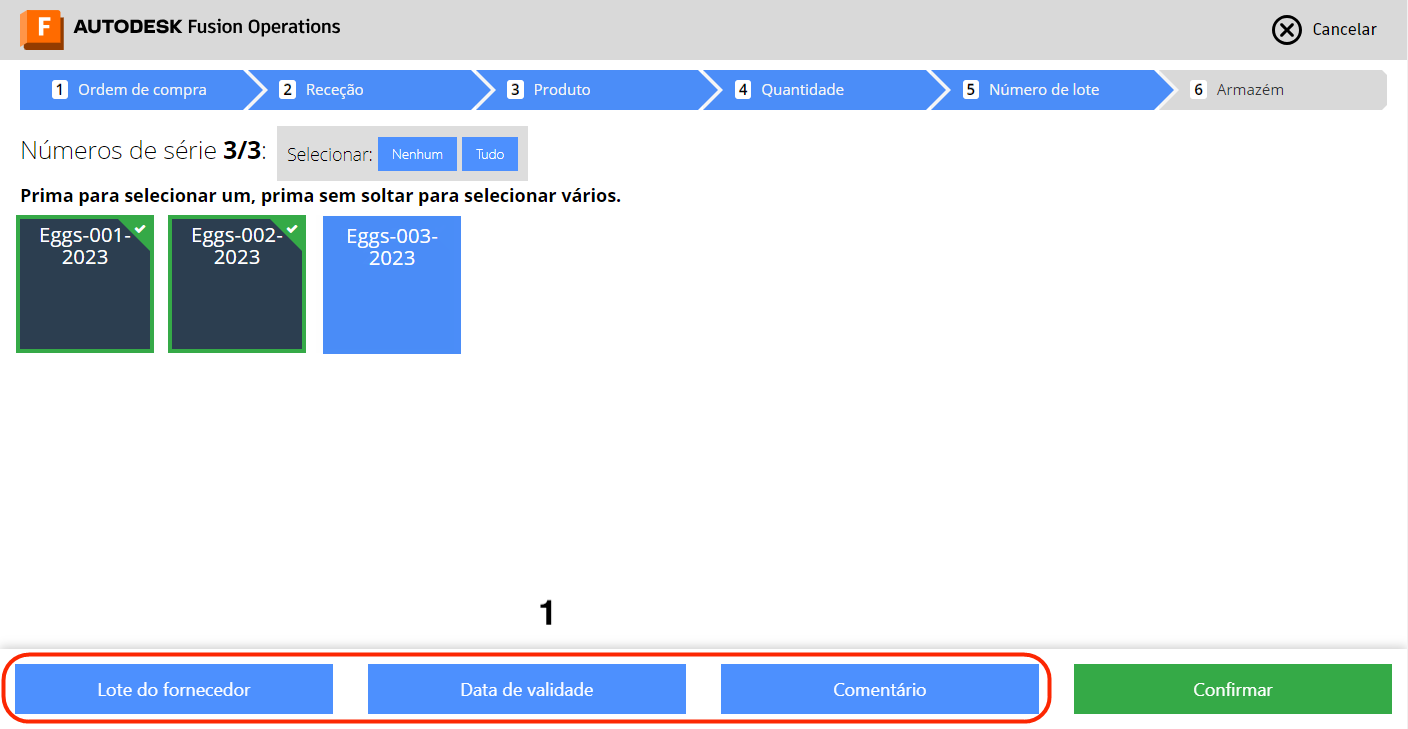 F AUTODESK Fusion Operations
Cancelar
1 Ordem de compra 2 Receção 3 Produto 4 Quantidade 5 Número de lote 6 Armazém
Números de série 3/3: Selecionar: Nenhum Tudo
Prima para selecionar um, prima sem soltar para selecionar vários.
Eggs-001-
2023
Eggs-002-
2023
Eggs-003-
2023
1
Lote do fornecedor Data de validade Comentário Confirmar